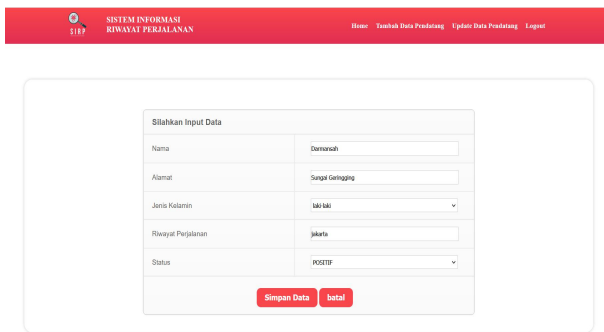 SIRP
SISTEM INFORMASI
RIWAYAT PERJALANAN
Home Tambah Data Pendatang Update Data Pendatang Logout
Silahkan Input Data
Nama Darmansah
Alamat Sungai Geringging
Jenis Kelamin laki-laki
Riwayat Perjalanan jakarta
Status POSITIF
Simpan Data batal